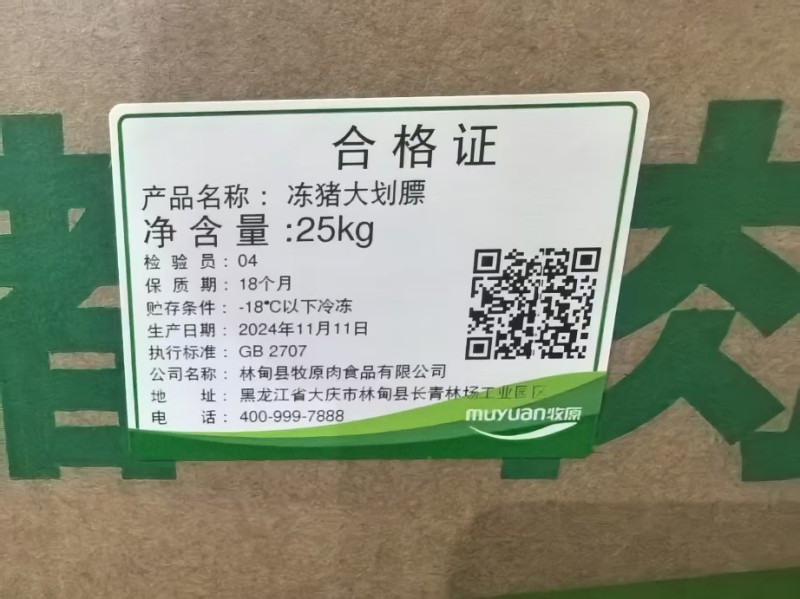 合格证
产品名称：冻猪大划膘
净含量:25kg
检验员：04
保质期：18个月
贮存条件：-18℃以下冷冻
生产日期：2024年11月11日
执行标准：GB 2707
公司名称：林甸县牧原肉食品有限公司
地址：黑龙江省大庆市林甸县长青林场工业园区
电话：400-999-7888
muyuan牧原
猪肉